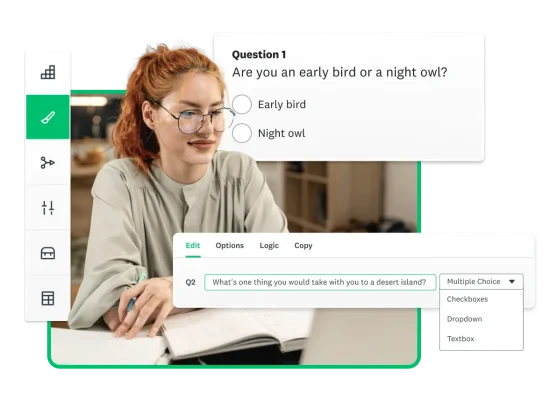 Question 1
Are you an early bird or a night owl?
Early bird
Night owl
Edit Options Logic Copy
Q2 What's one thing you would take with you to a desert island? Multiple Choice
Checkboxes
Dropdown
Textbox